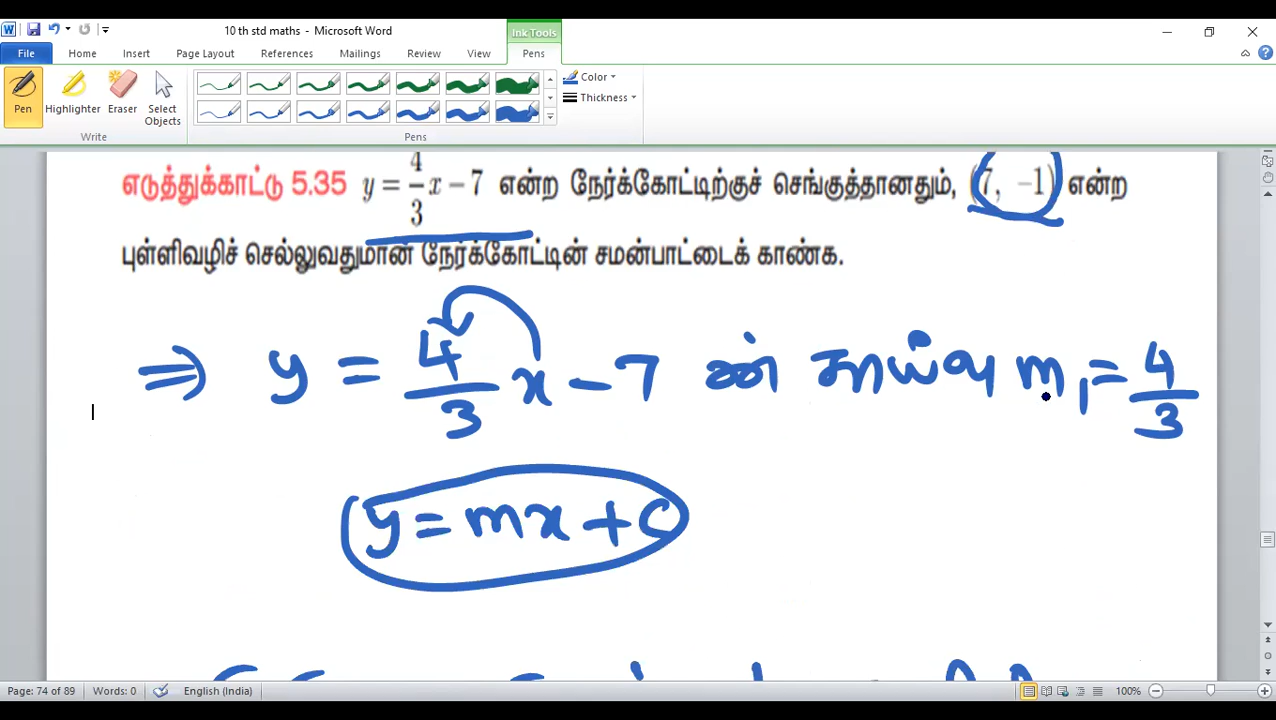 10 th std maths - Microsoft Word
Ink Tools
File Home Insert Page Layout References Mailings Review View Pens
Pen Highlighter Eraser Select Objects
Color
Thickness
Write Pens
எடுத்துக்காட்டு 5.35 y = 4/3 x − 7 என்ற நேர்க்கோட்டிற்குச் செங்குத்தானதும், (7, −1) என்ற
புள்ளிவழிச் செல்லுவதுமான நேர்க்கோட்டின் சமன்பாட்டைக் காண்க.
⇒ y = 4/3 x − 7 ன் சாய்வு m₁ = 4/3
y = mx + c
Page: 74 of 89 Words: 0 English (India) 100%